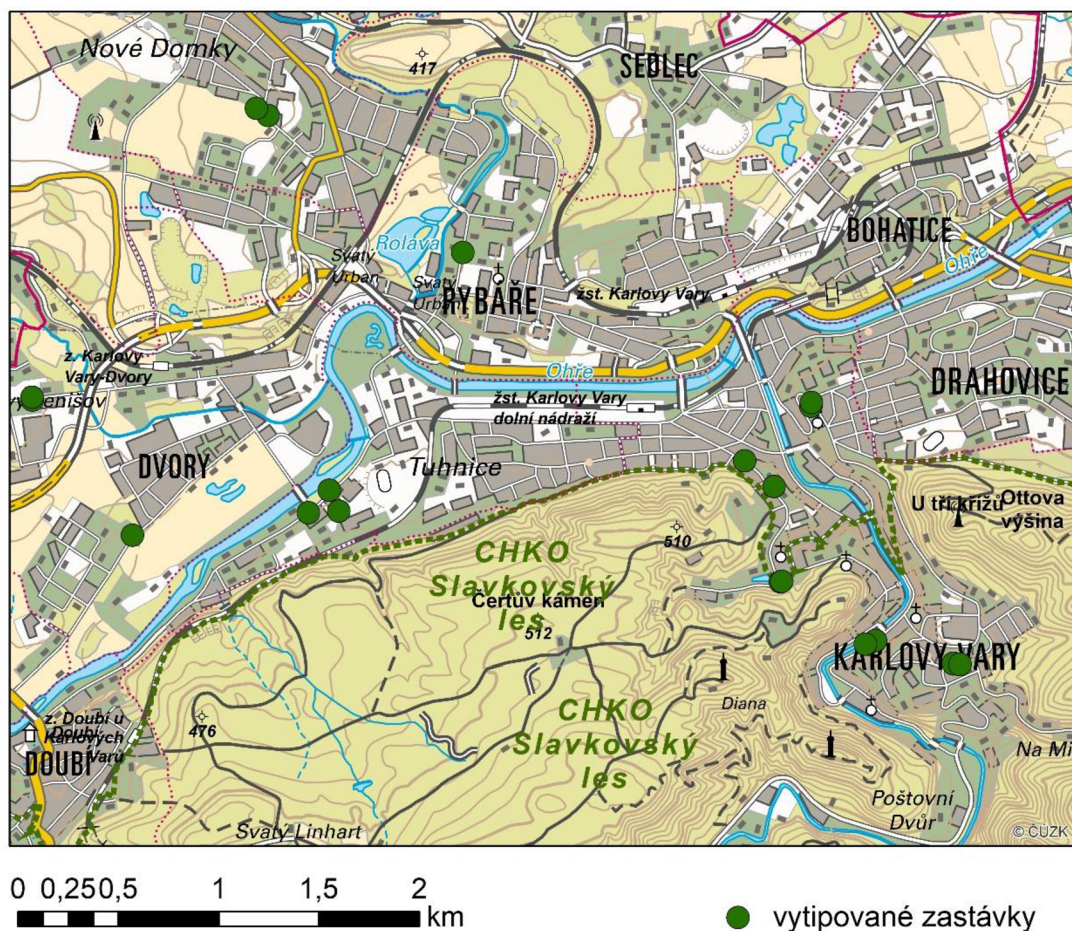 Nové Domky
417
SEDLEC
BOHATICE
Ohře
Rolava
Svatý
Urban
Svatý
RYBÁŘE
žst. Karlovy Vary
z. Karlovy
Vary-Dvory
Ohře
DRAHOVICE
žst. Karlovy Vary
dolní nádraží
DVORY
Tuhnice
U tří křížů
Ottova
výšina
510
CHKO
Slavkovský
les
Čertův kámen
512
KARLOVY VARY
CHKO
Slavkovský
les
Diana
476
z. Doubí u
Karlových
Varů
Doubí
DOUBÍ
Na Mi
Poštovní
Dvůr
Svatý Linhart
© ČÚZK
0 0,25 0,5 1 1,5 2
km
vytipované zastávky